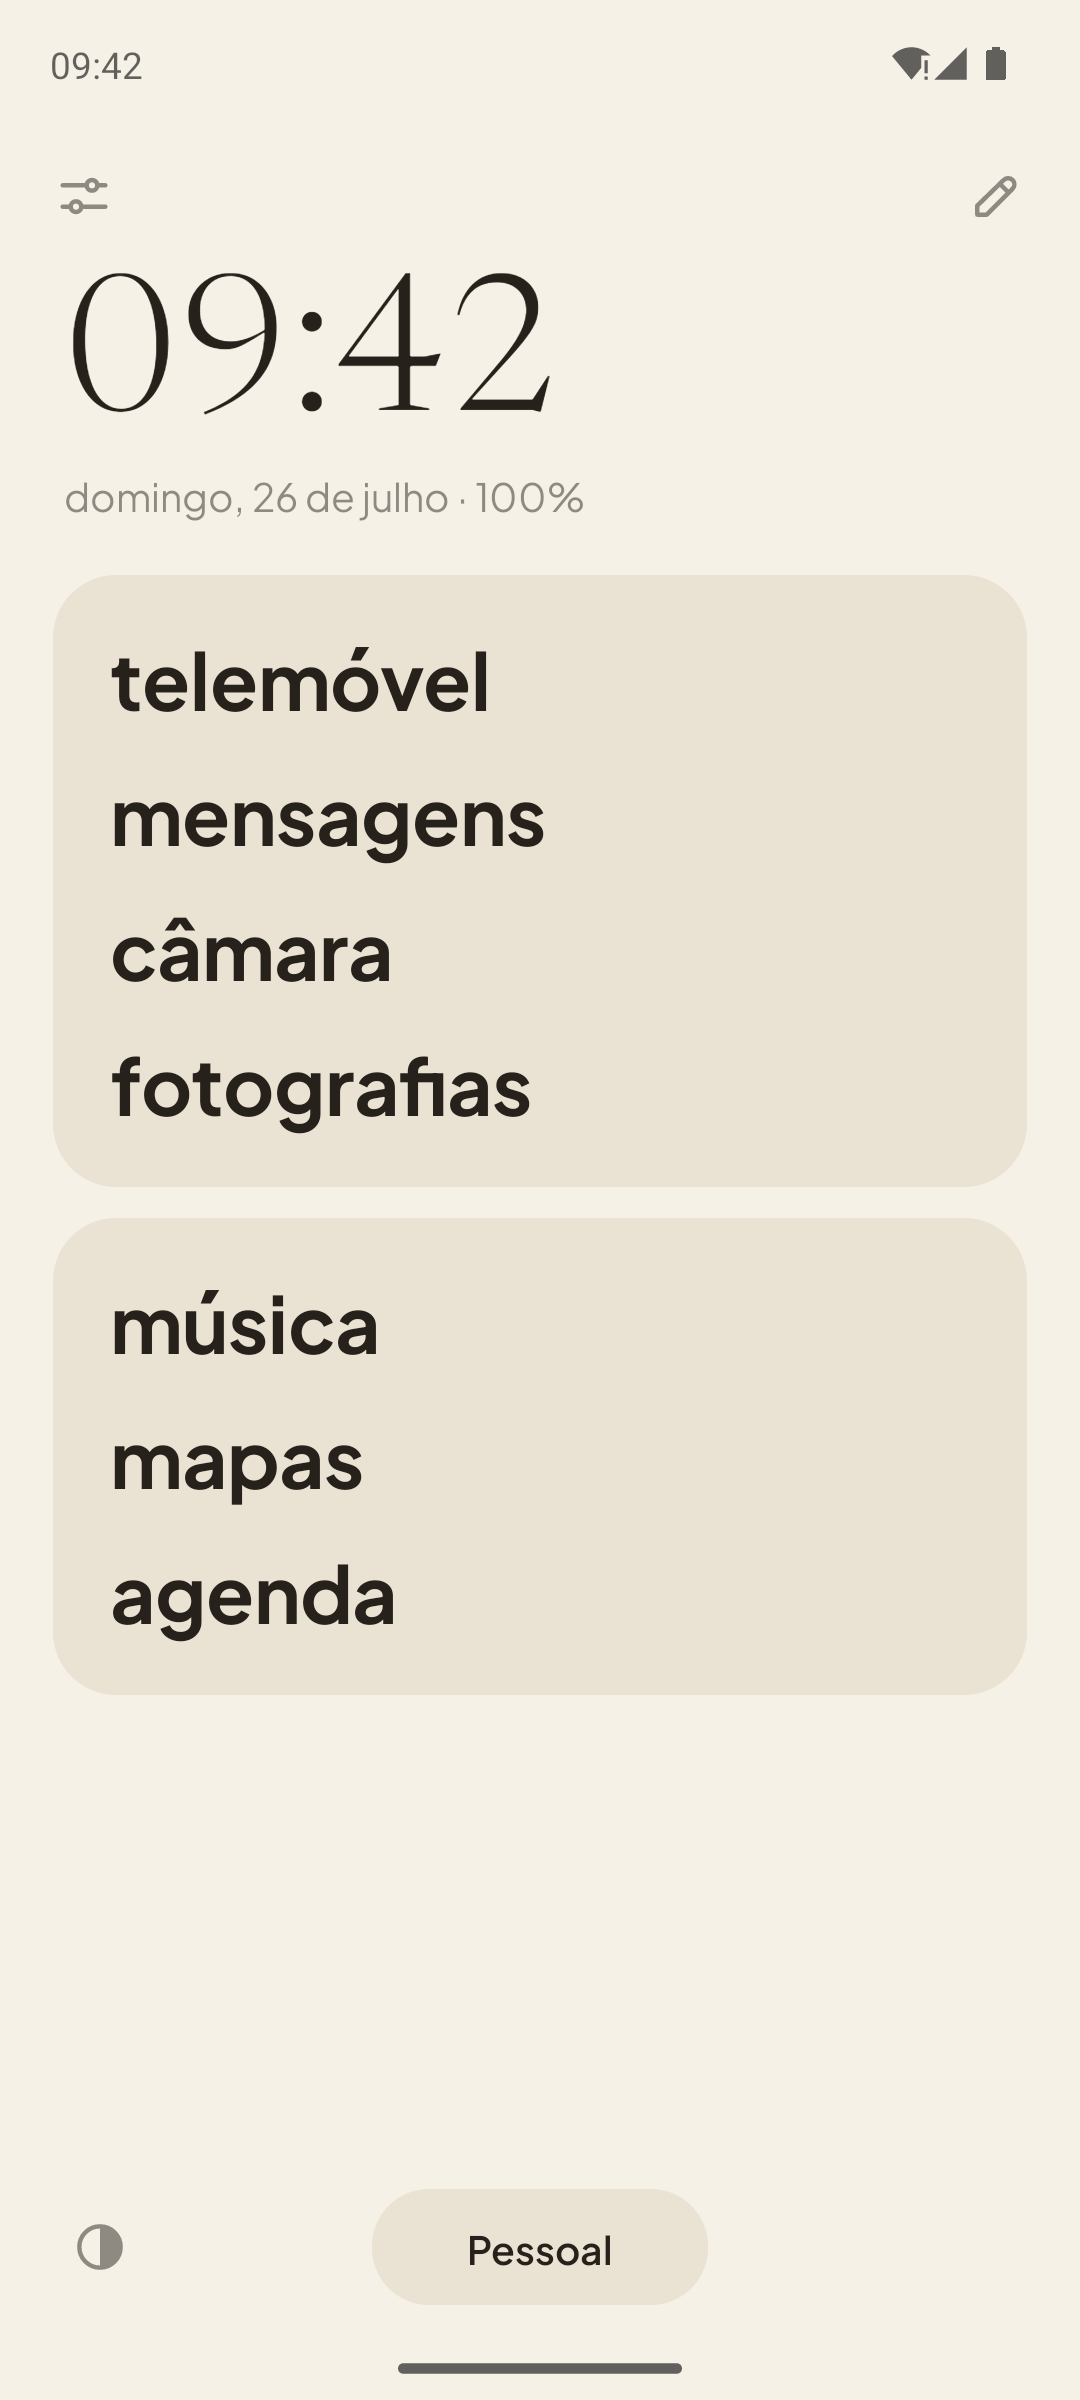 09:42
09:42
domingo, 26 de julho · 100%
telemóvel
mensagens
câmara
fotografias
música
mapas
agenda
Pessoal